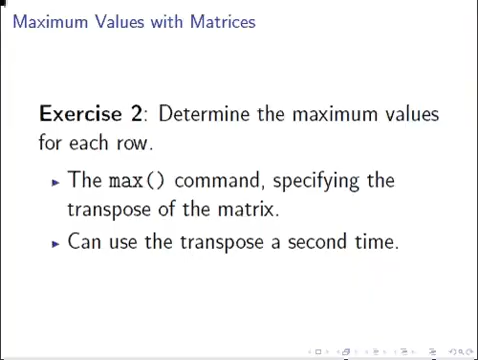 Maximum Values with Matrices
Exercise 2: Determine the maximum values
for each row.
The max() command, specifying the
transpose of the matrix.
Can use the transpose a second time.